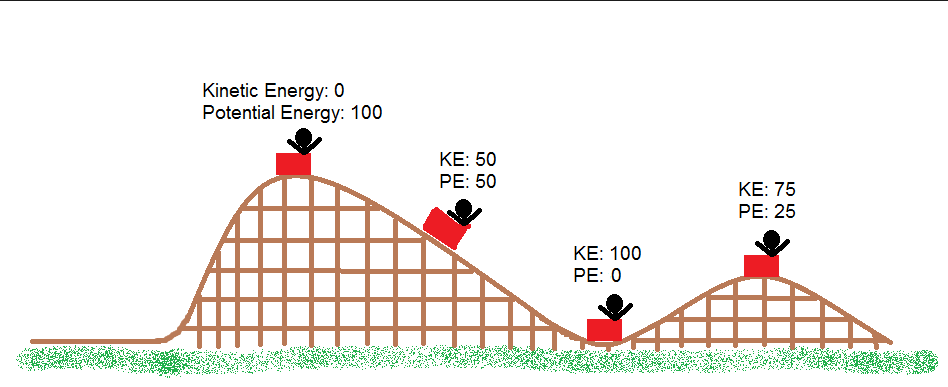 Kinetic Energy: 0
Potential Energy: 100
KE: 50
PE: 50
KE: 100
PE: 0
KE: 75
PE: 25